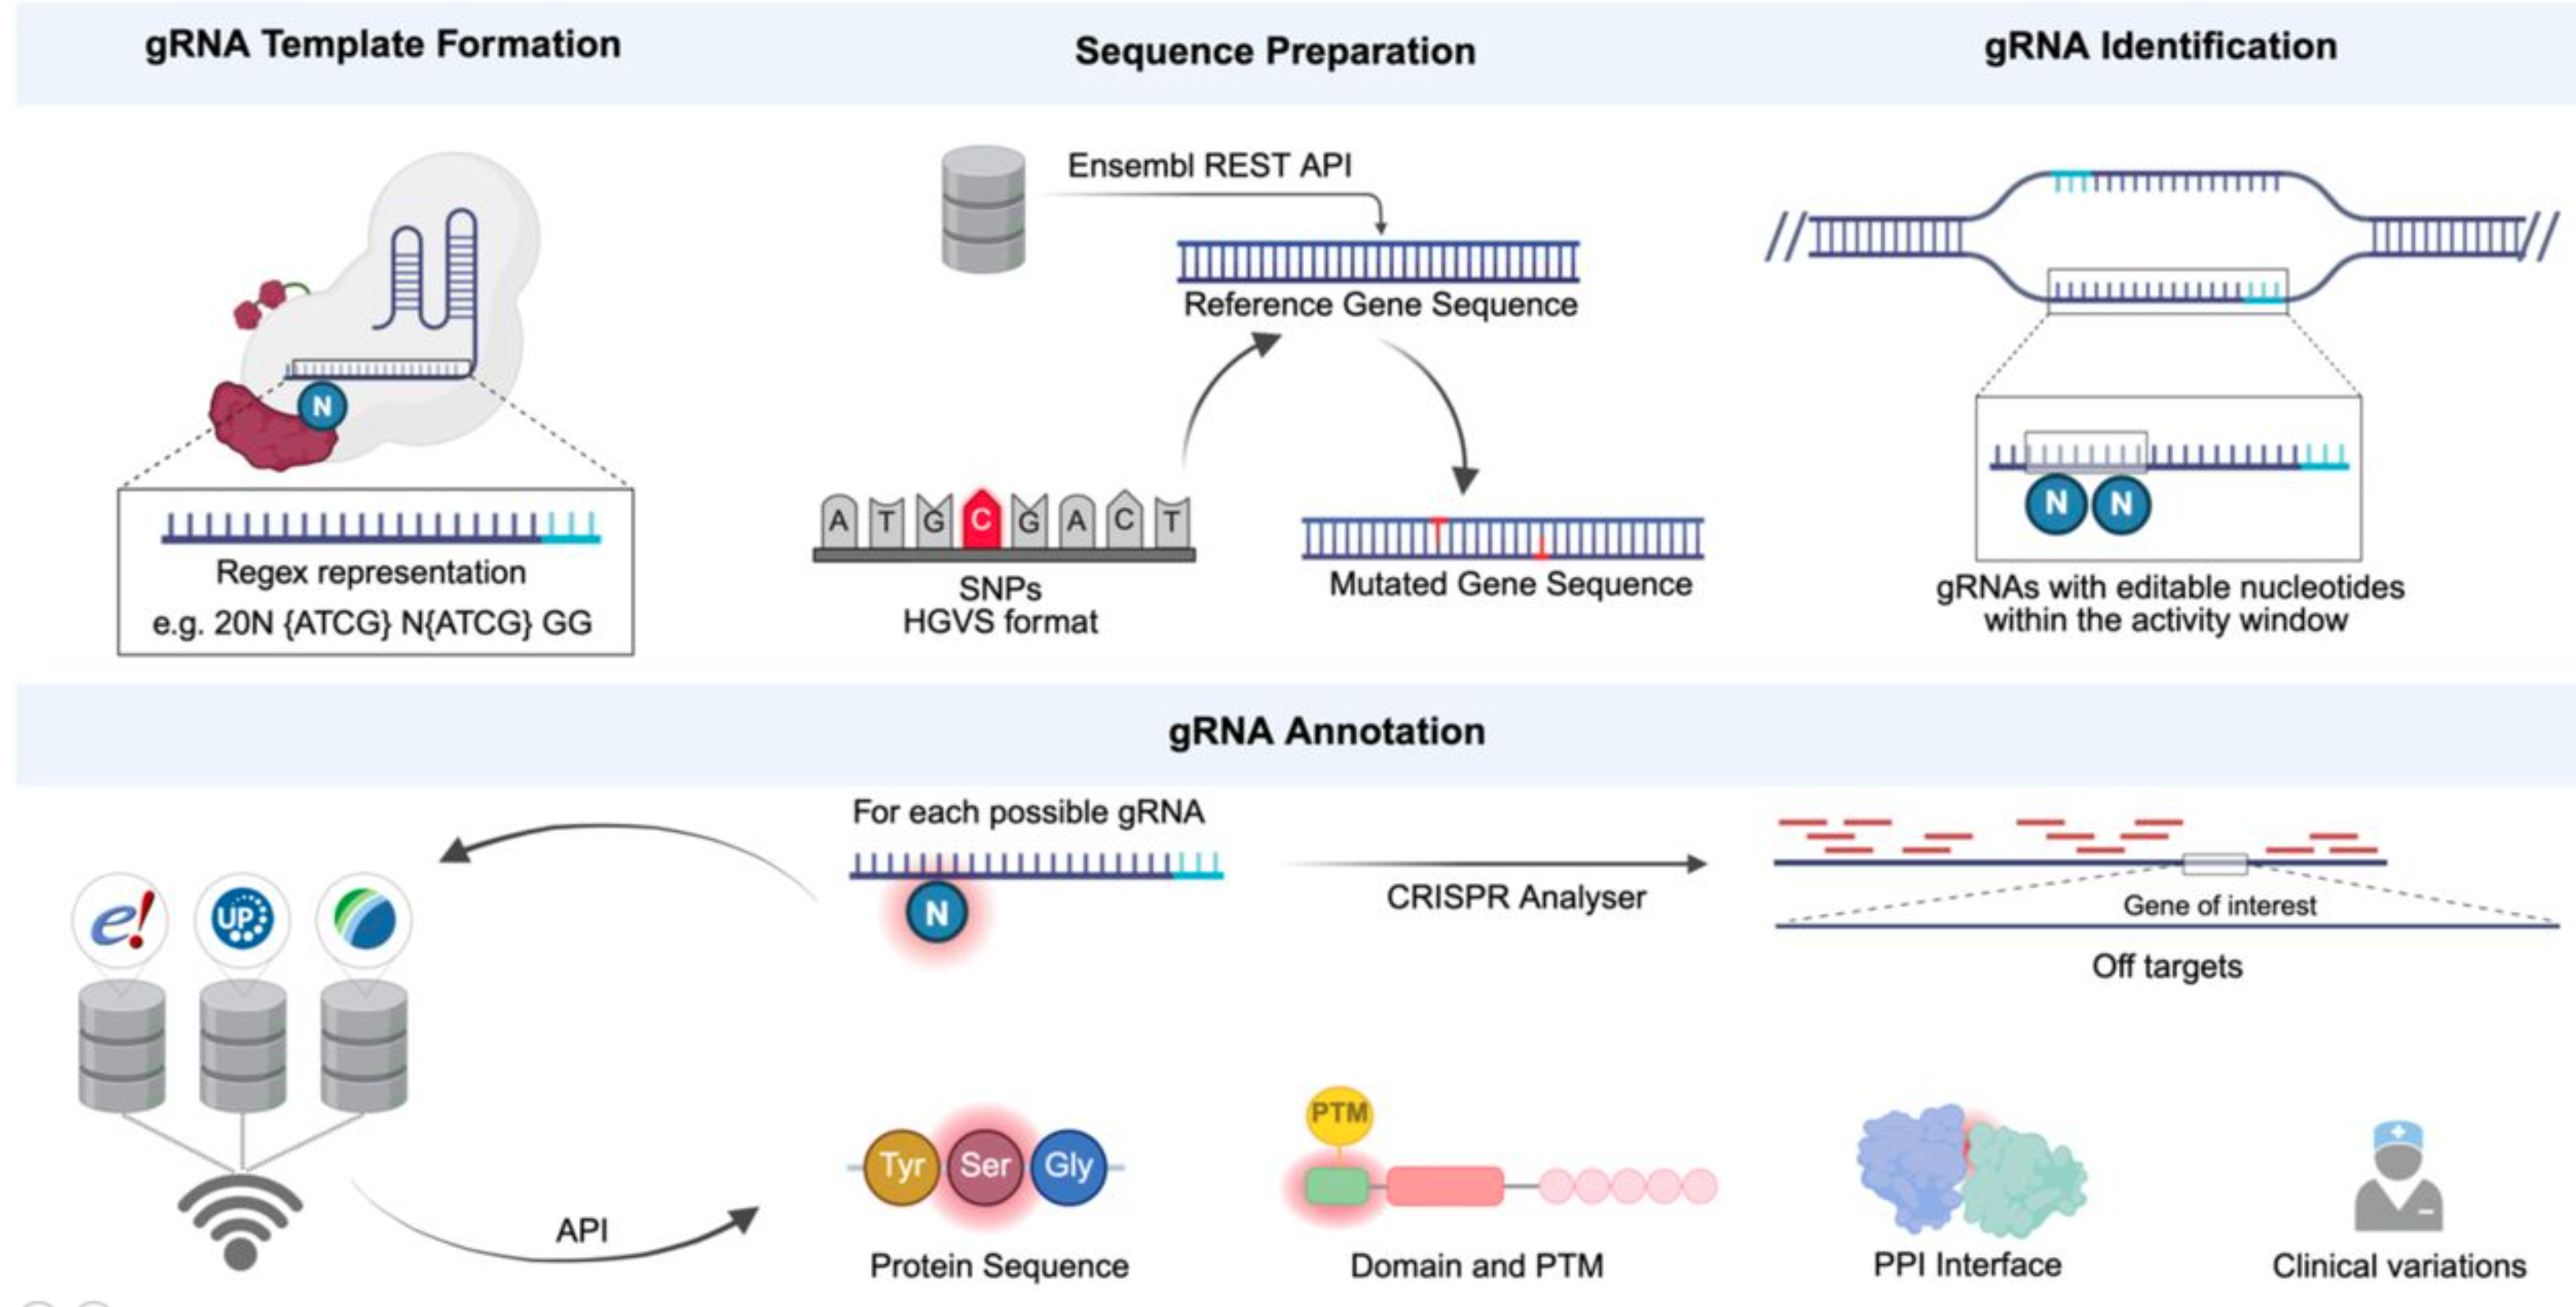 gRNA Template Formation
Sequence Preparation
gRNA Identification
N
Regex representation
e.g. 20N {ATCG} N{ATCG} GG
Ensembl REST API
Reference Gene Sequence
A T G C G A C T
SNPs
HGVS format
Mutated Gene Sequence
N N
gRNAs with editable nucleotides
within the activity window
gRNA Annotation
For each possible gRNA
N
CRISPR Analyser
Gene of interest
Off targets
e!
UP
API
Tyr Ser Gly
Protein Sequence
PTM
Domain and PTM
PPI Interface
Clinical variations